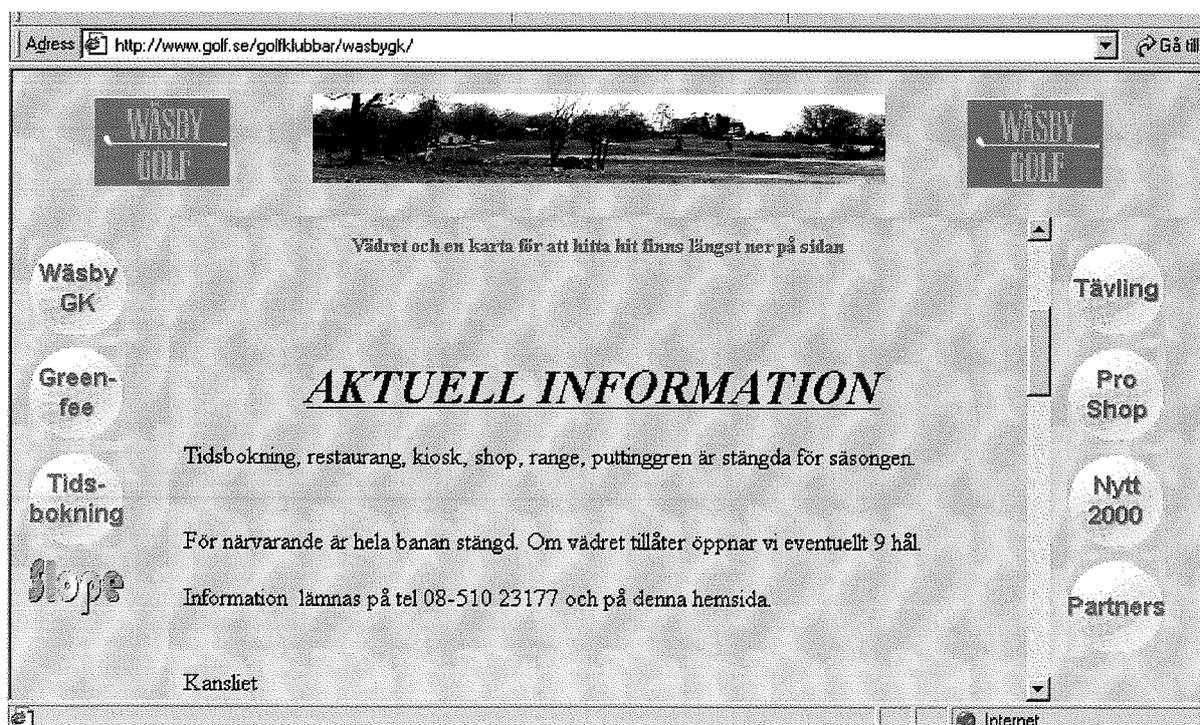 Adress http://www.golf.se/golfklubbar/wasbygk/ Gå till
WÄSBY
GOLF
WÄSBY
GOLF
Vädret och en karta för att hitta hit finns längst ner på sidan
Wäsby
GK
Green-
fee
Tids-
bokning
Slope
AKTUELL INFORMATION
Tidsbokning, restaurang, kiosk, shop, range, puttinggren är stängda för säsongen.
För närvarande är hela banan stängd. Om vädret tillåter öppnar vi eventuellt 9 hål.
Information lämnas på tel 08-510 23177 och på denna hemsida.
Kansliet
Tävling
Pro
Shop
Nytt
2000
Partners
Internet